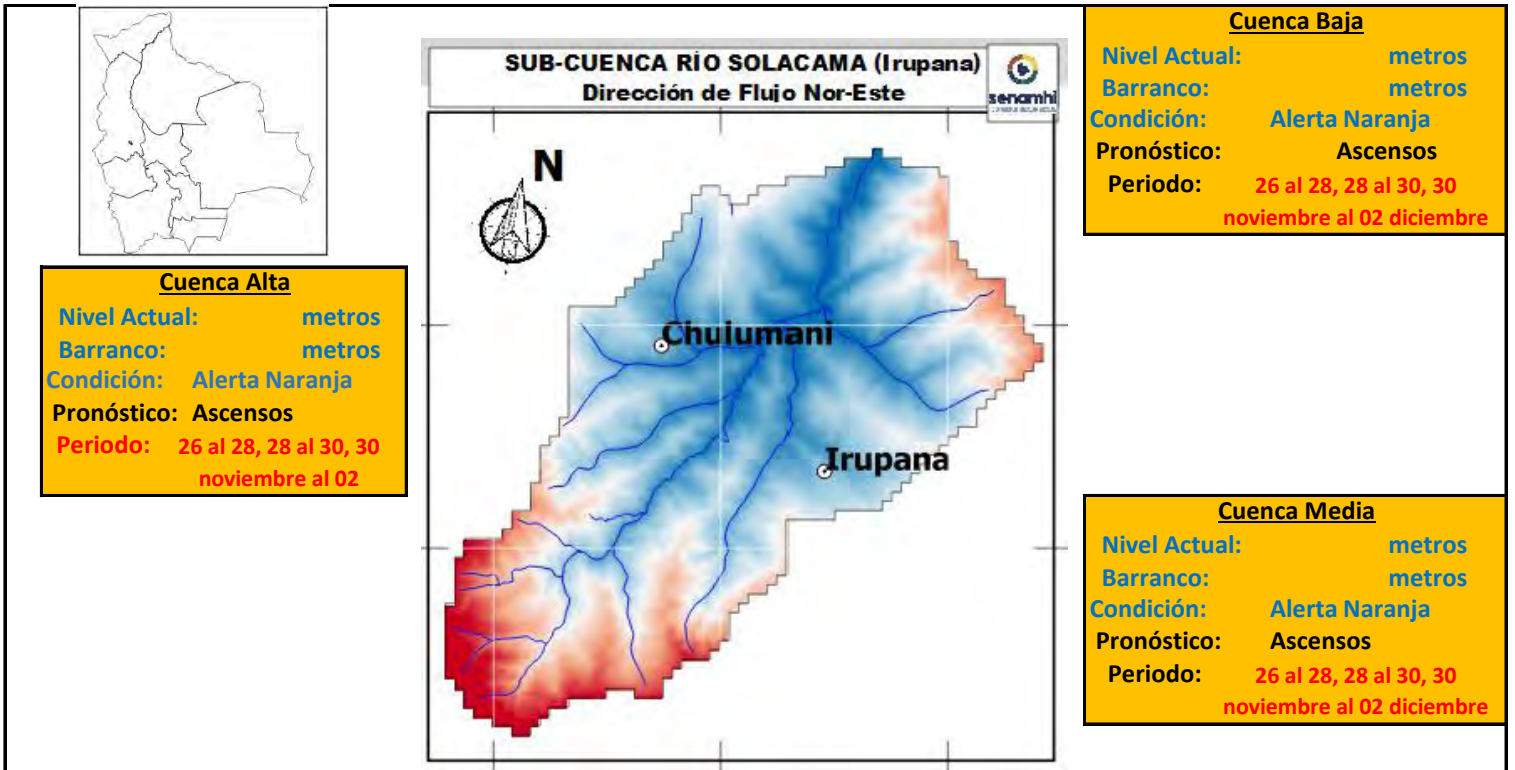 SUB-CUENCA RÍO SOLACAMA (Irupana)
Dirección de Flujo Nor-Este
senamhi
N
Chulumani
Irupana
Cuenca Alta
Nivel Actual: metros
Barranco: metros
Condición: Alerta Naranja
Pronóstico: Ascensos
Periodo: 26 al 28, 28 al 30, 30
noviembre al 02
Cuenca Baja
Nivel Actual: metros
Barranco: metros
Condición: Alerta Naranja
Pronóstico: Ascensos
Periodo: 26 al 28, 28 al 30, 30
noviembre al 02 diciembre
Cuenca Media
Nivel Actual: metros
Barranco: metros
Condición: Alerta Naranja
Pronóstico: Ascensos
Periodo: 26 al 28, 28 al 30, 30
noviembre al 02 diciembre